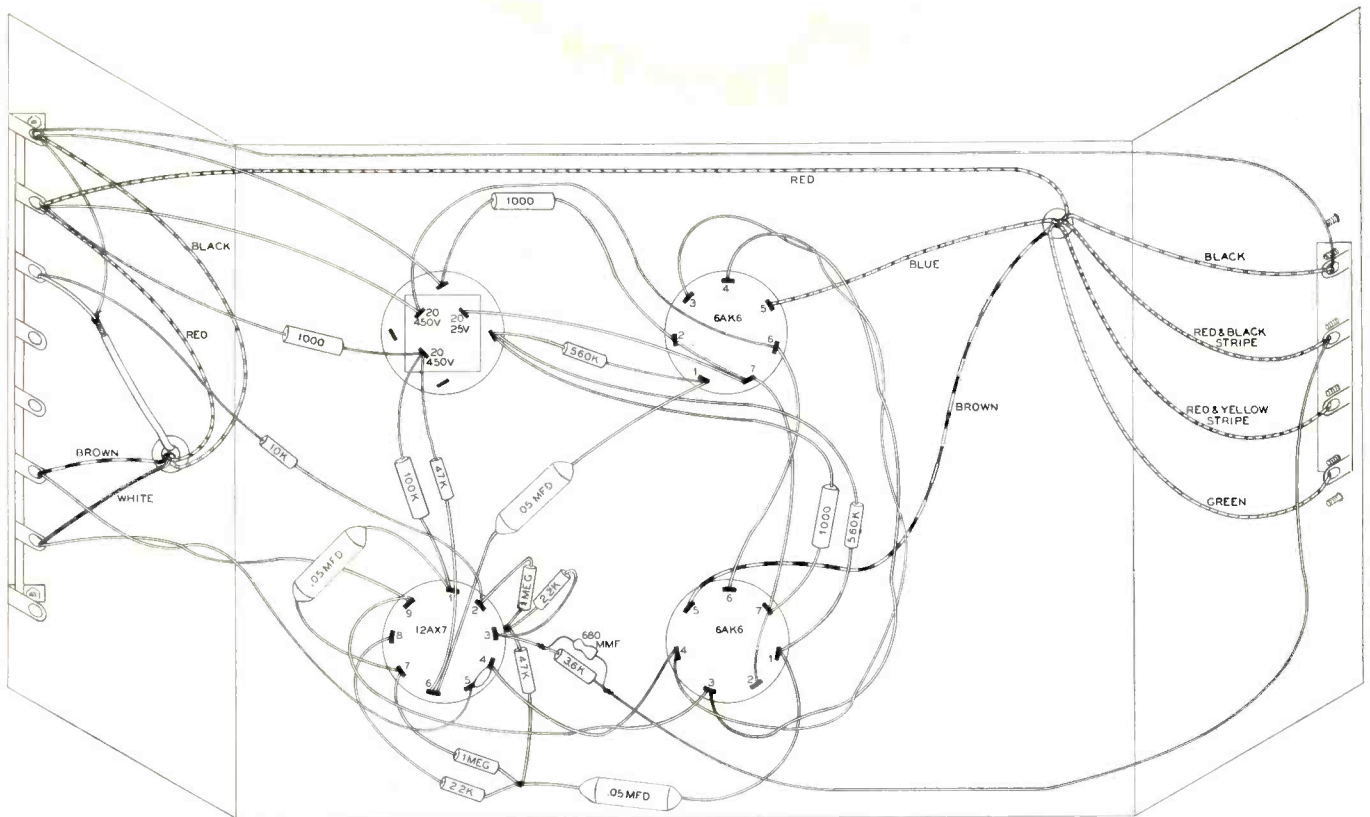 RED
1000
BLACK
BLACK
BLUE
4
3
5
6AK6
20
450V
20
25V
2
6
RED
1000
RED & BLACK
STRIPE
20
450V
560K
1
7
RED & YELLOW
STRIPE
BROWN
10K
BROWN
47K
100K
.05 MFD
WHITE
1000
560K
GREEN
.05 MFD
1 MEG
2.2K
1
2
9
12AX7
3
8
4
7
5
6
680
MMF
3.6K
47K
6
5
7
6AK6
4
1
3
2
1 MEG
2.2K
.05 MFD